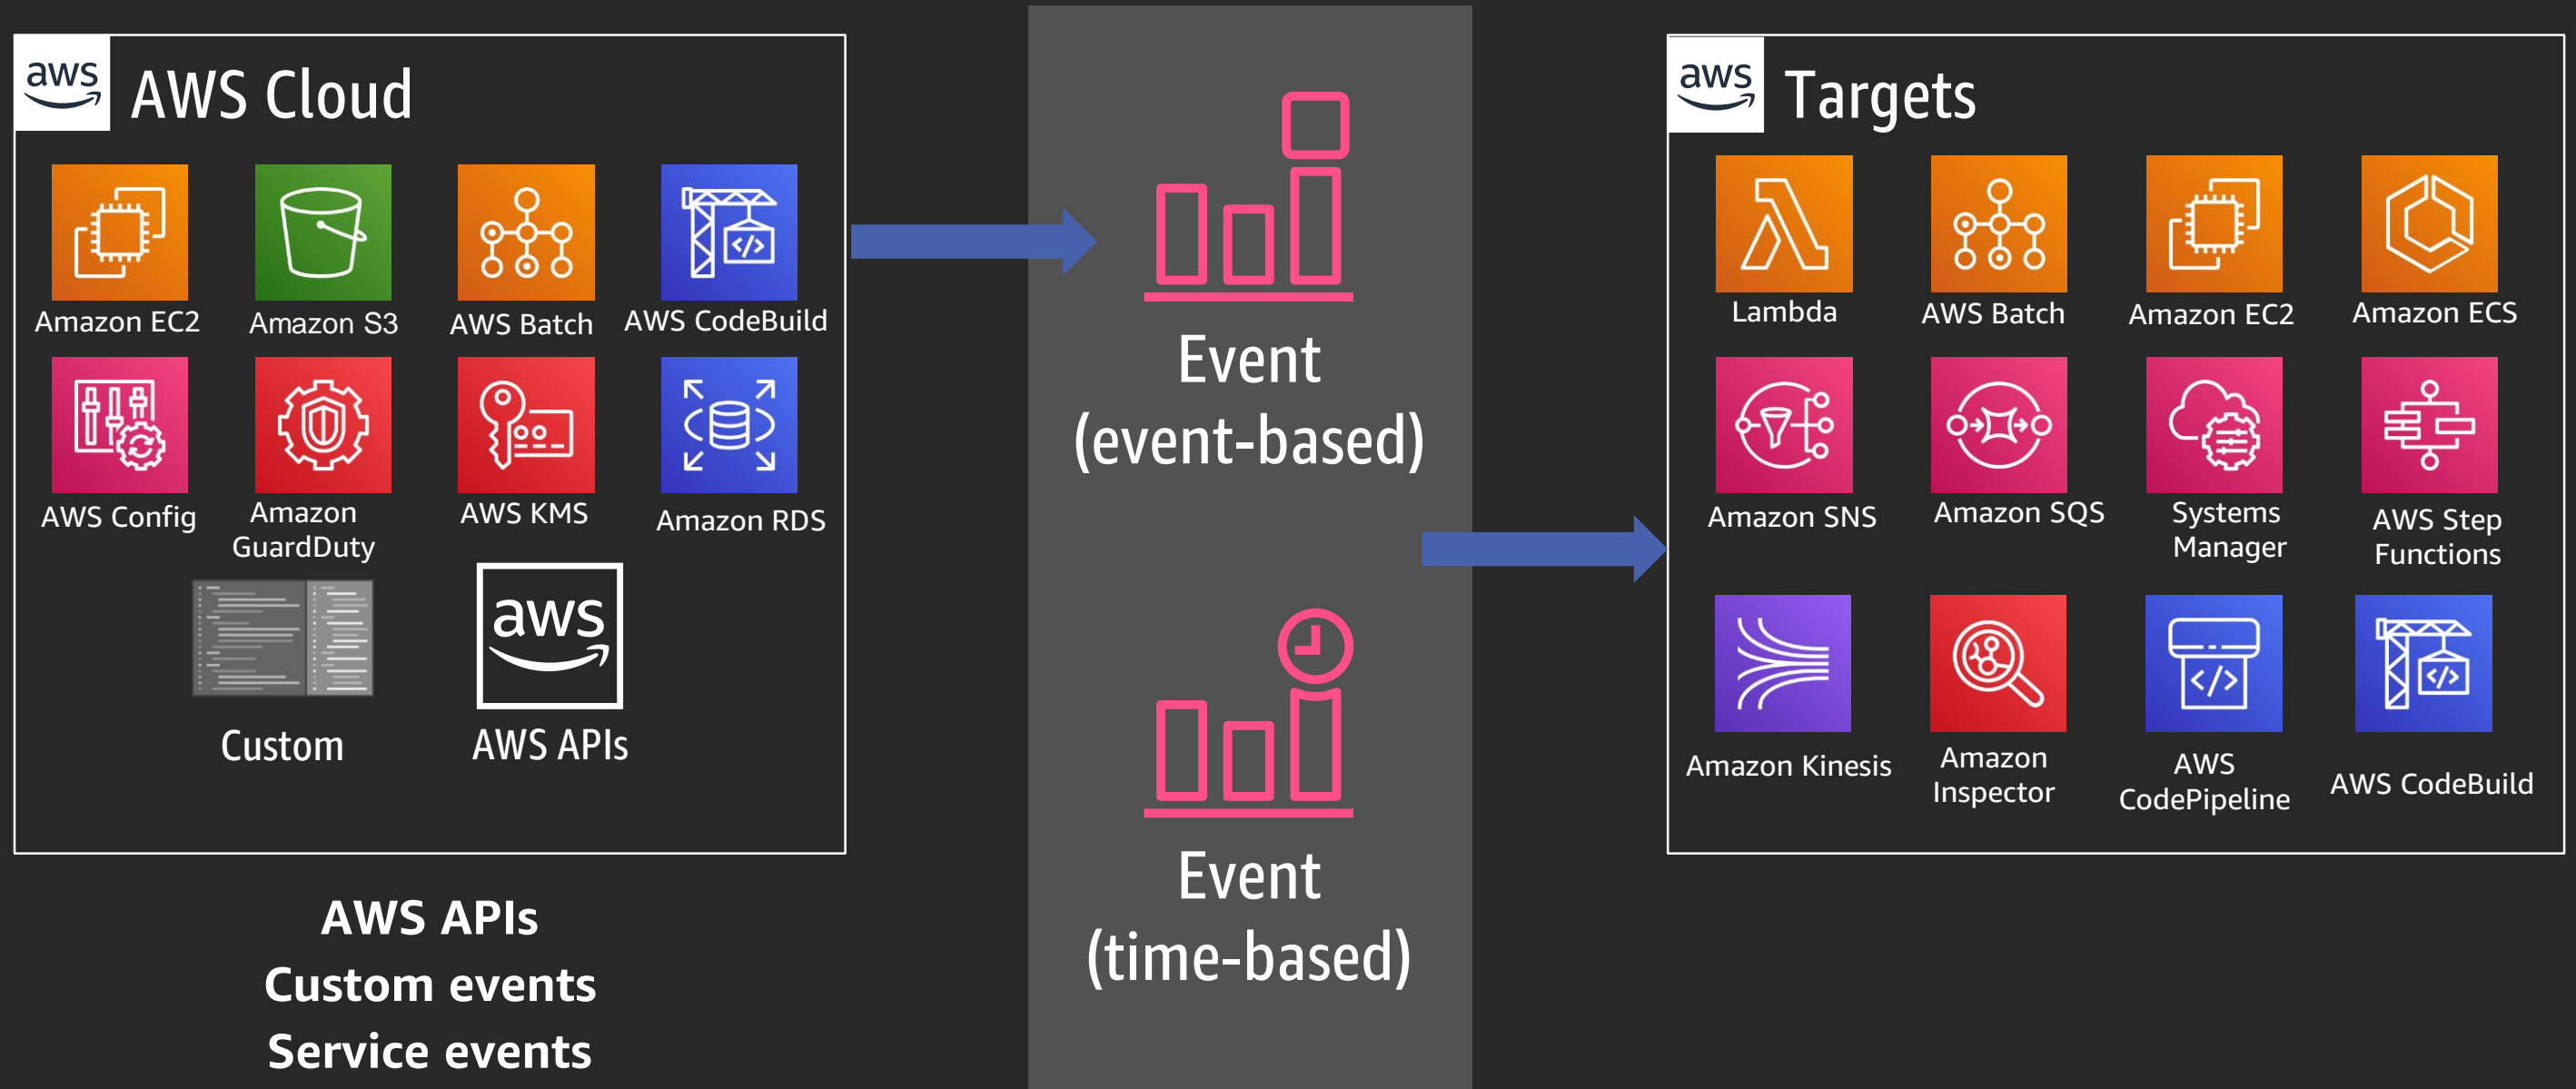 aws
AWS Cloud
Amazon EC2
Amazon S3
AWS Batch
AWS CodeBuild
AWS Config
Amazon
GuardDuty
AWS KMS
Amazon RDS
aws
Custom
AWS APIs
AWS APIs
Custom events
Service events
Event
(event-based)
Event
(time-based)
aws
Targets
Lambda
AWS Batch
Amazon EC2
Amazon ECS
Amazon SNS
Amazon SQS
Systems
Manager
AWS Step
Functions
Amazon Kinesis
Amazon
Inspector
AWS
CodePipeline
AWS CodeBuild